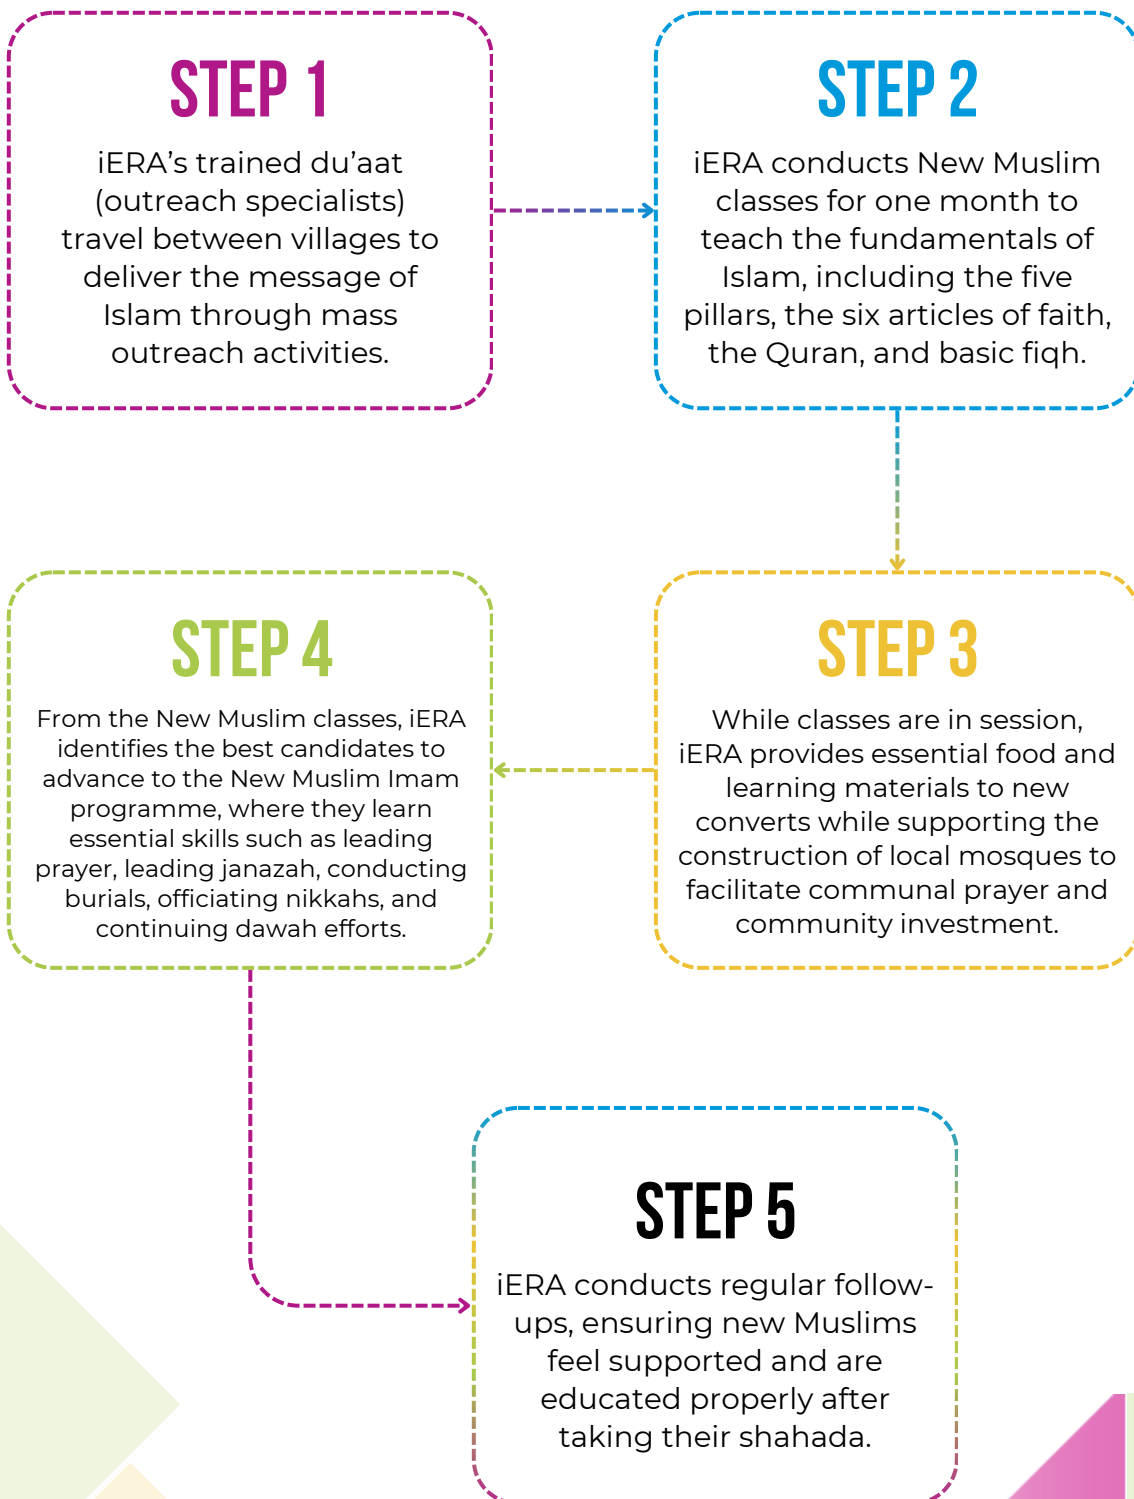 STEP 1
iERA’s trained du’aat
(outreach specialists)
travel between villages to
deliver the message of
Islam through mass
outreach activities.
STEP 2
iERA conducts New Muslim
classes for one month to
teach the fundamentals of
Islam, including the five
pillars, the six articles of faith,
the Quran, and basic fiqh.
STEP 3
While classes are in session,
iERA provides essential food and
learning materials to new
converts while supporting the
construction of local mosques to
facilitate communal prayer and
community investment.
STEP 4
From the New Muslim classes, iERA
identifies the best candidates to
advance to the New Muslim Imam
programme, where they learn
essential skills such as leading
prayer, leading janazah, conducting
burials, officiating nikkahs, and
continuing dawah efforts.
STEP 5
iERA conducts regular follow-
ups, ensuring new Muslims
feel supported and are
educated properly after
taking their shahada.